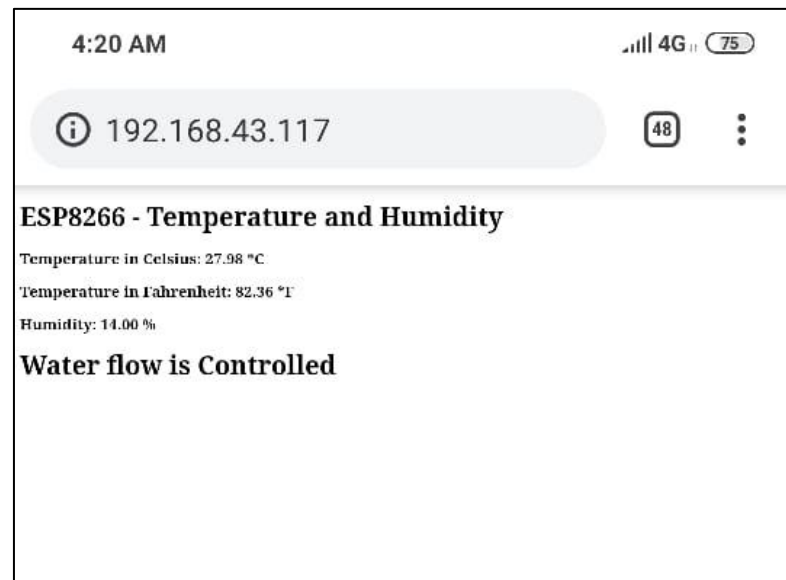 4:20 AM 4G 75
192.168.43.117 48
ESP8266 - Temperature and Humidity
Temperature in Celsius: 27.98 °C
Temperature in Fahrenheit: 82.36 °F
Humidity: 14.00 %
Water flow is Controlled